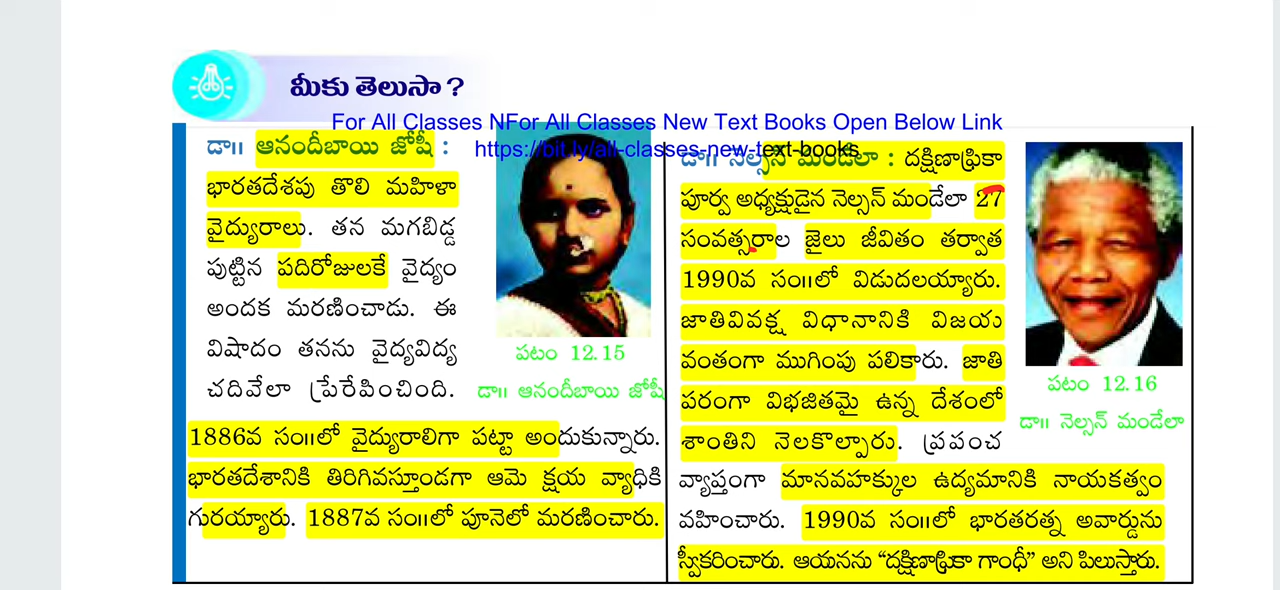 మీకు తెలుసా ?
For All Classes NFor All Classes New Text Books Open Below Link
https://bit.ly/all-classes-new-text-books
డా॥ ఆనందీబాయి జోషీ :
భారతదేశపు తొలి మహిళా
వైద్యురాలు. తన మగబిడ్డ
పుట్టిన పదిరోజులకే వైద్యం
అందక మరణించాడు. ఈ
విషాదం తనను వైద్యవిద్య
చదివేలా ప్రేరేపించింది.
1886వ సం॥లో వైద్యురాలిగా పట్టా అందుకున్నారు.
భారతదేశానికి తిరిగివస్తూండగా ఆమె క్షయ వ్యాధికి
గురయ్యారు. 1887వ సం॥లో పూనెలో మరణించారు.
పటం 12.15
డా॥ ఆనందీబాయి జోషీ
డా॥ నెల్సన్ మండేలా : దక్షిణాఫ్రికా
పూర్వ అధ్యక్షుడైన నెల్సన్ మండేలా 27
సంవత్సరాల జైలు జీవితం తర్వాత
1990వ సం॥లో విడుదలయ్యారు.
జాతివివక్ష విధానానికి విజయ
వంతంగా ముగింపు పలికారు. జాతి
పరంగా విభజితమై ఉన్న దేశంలో
శాంతిని నెలకొల్పారు. ప్రపంచ
వ్యాప్తంగా మానవహక్కుల ఉద్యమానికి నాయకత్వం
వహించారు. 1990వ సం॥లో భారతరత్న అవార్డును
స్వీకరించారు. ఆయనను “దక్షిణాఫ్రికా గాంధీ” అని పిలుస్తారు.
పటం 12.16
డా॥ నెల్సన్ మండేలా